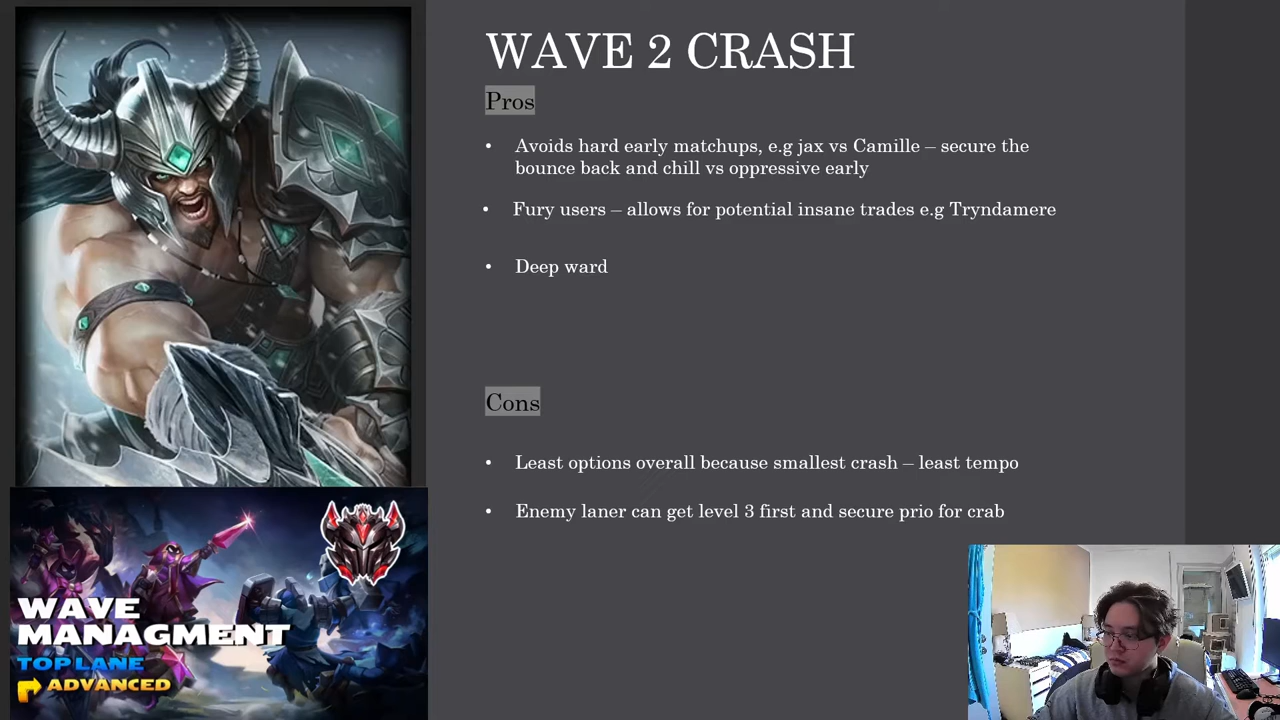 WAVE 2 CRASH
Pros
• Avoids hard early matchups, e.g jax vs Camille – secure the
bounce back and chill vs oppressive early
• Fury users – allows for potential insane trades e.g Tryndamere
• Deep ward
Cons
• Least options overall because smallest crash – least tempo
• Enemy laner can get level 3 first and secure prio for crab
WAVE
MANAGMENT
TOP LANE
ADVANCED